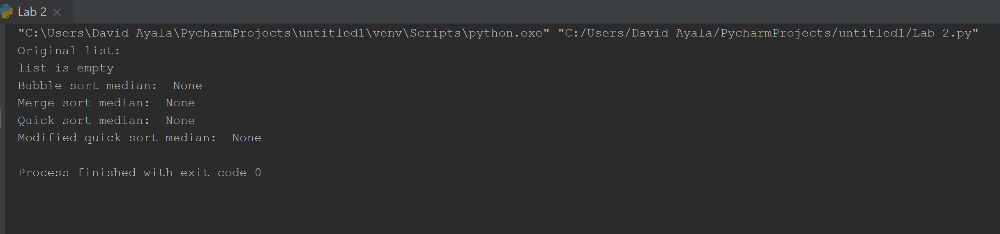 Lab 2
"C:\Users\David Ayala\PycharmProjects\untitled1\venv\Scripts\python.exe" "C:/Users/David Ayala/PycharmProjects/untitled1/Lab 2.py"
Original list:
list is empty
Bubble sort median:  None
Merge sort median:  None
Quick sort median:  None
Modified quick sort median:  None
Process finished with exit code 0